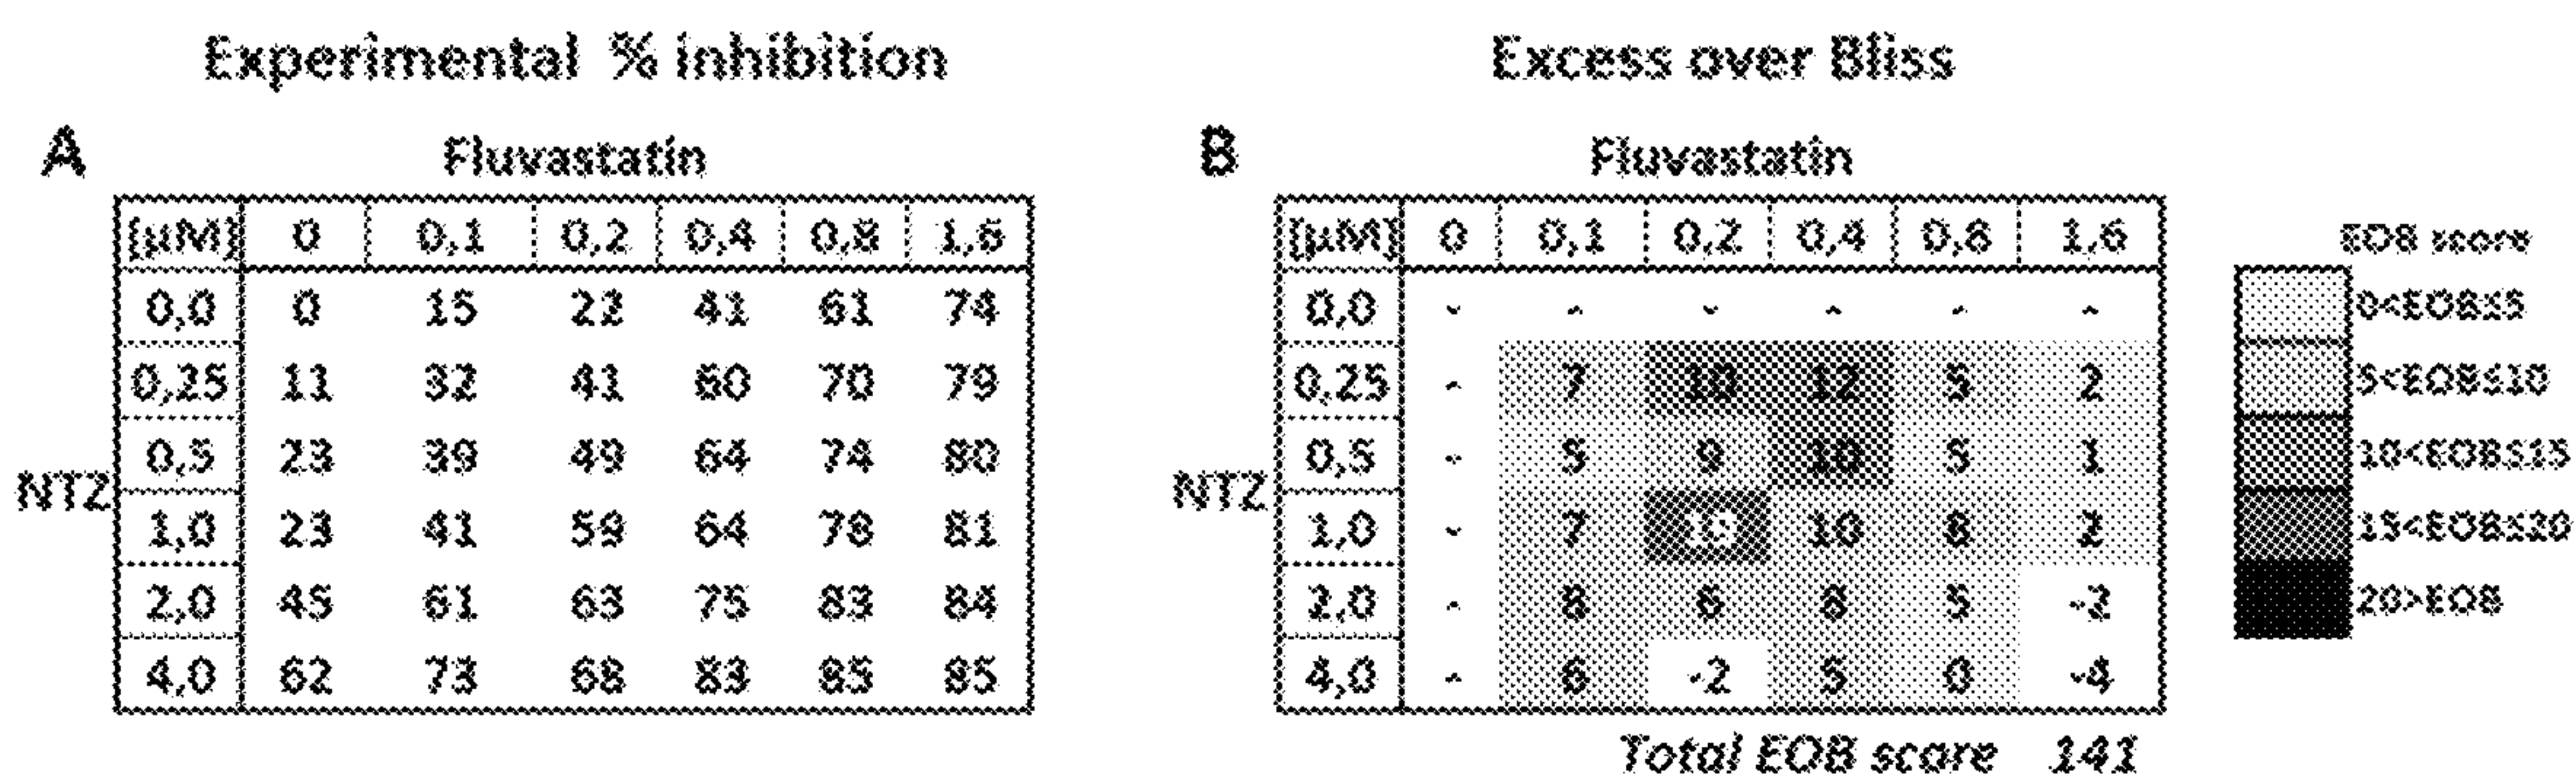 Experimental % inhibition
A
Fluvastatin
[µM] 0 0,1 0,2 0,4 0,8 1,6
0,0 0 15 22 41 61 74
0,25 11 32 41 60 70 79
0,5 23 39 49 64 74 80
NTZ
1,0 23 41 59 64 78 81
2,0 45 61 63 75 83 84
4,0 62 73 68 83 85 85
Excess over Bliss
B
Fluvastatin
[µM] 0 0,1 0,2 0,4 0,8 1,6
0,0 - - - - - -
0,25 - 7 10 12 5 2
0,5 - 5 9 10 5 1
NTZ
1,0 - 7 19 10 8 2
2,0 - 8 6 8 5 -2
4,0 - 6 -2 5 0 -4
Total EOB score 141
EOB score
0<EOB≤5
5<EOB≤10
10<EOB≤15
15<EOB≤20
20>EOB